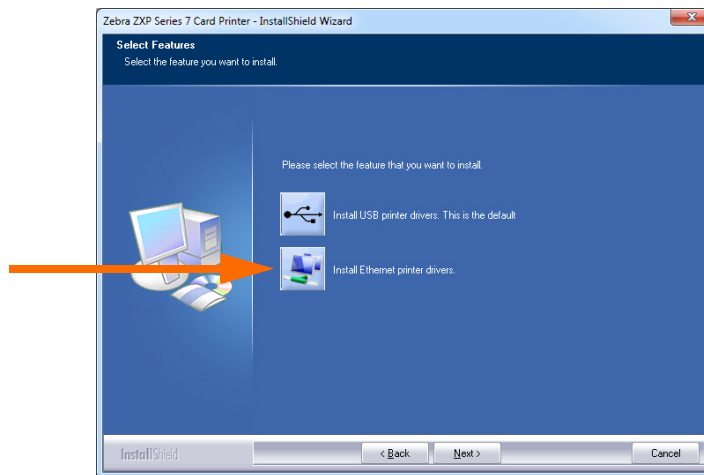 Zebra ZXP Series 7 Card Printer - InstallShield Wizard
Select Features
Select the feature you want to install.
Please select the feature that you want to install.
Install USB printer drivers. This is the default
Install Ethernet printer drivers.
InstallShield
< Back
Next >
Cancel